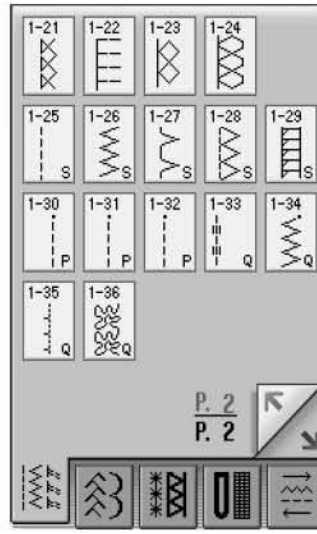 1-21 1-22 1-23 1-24
1-25 S 1-26 S 1-27 S 1-28 S 1-29 S
1-30 P 1-31 P 1-32 P 1-33 Q 1-34 Q
1-35 Q 1-36 Q
P. 2
P. 2